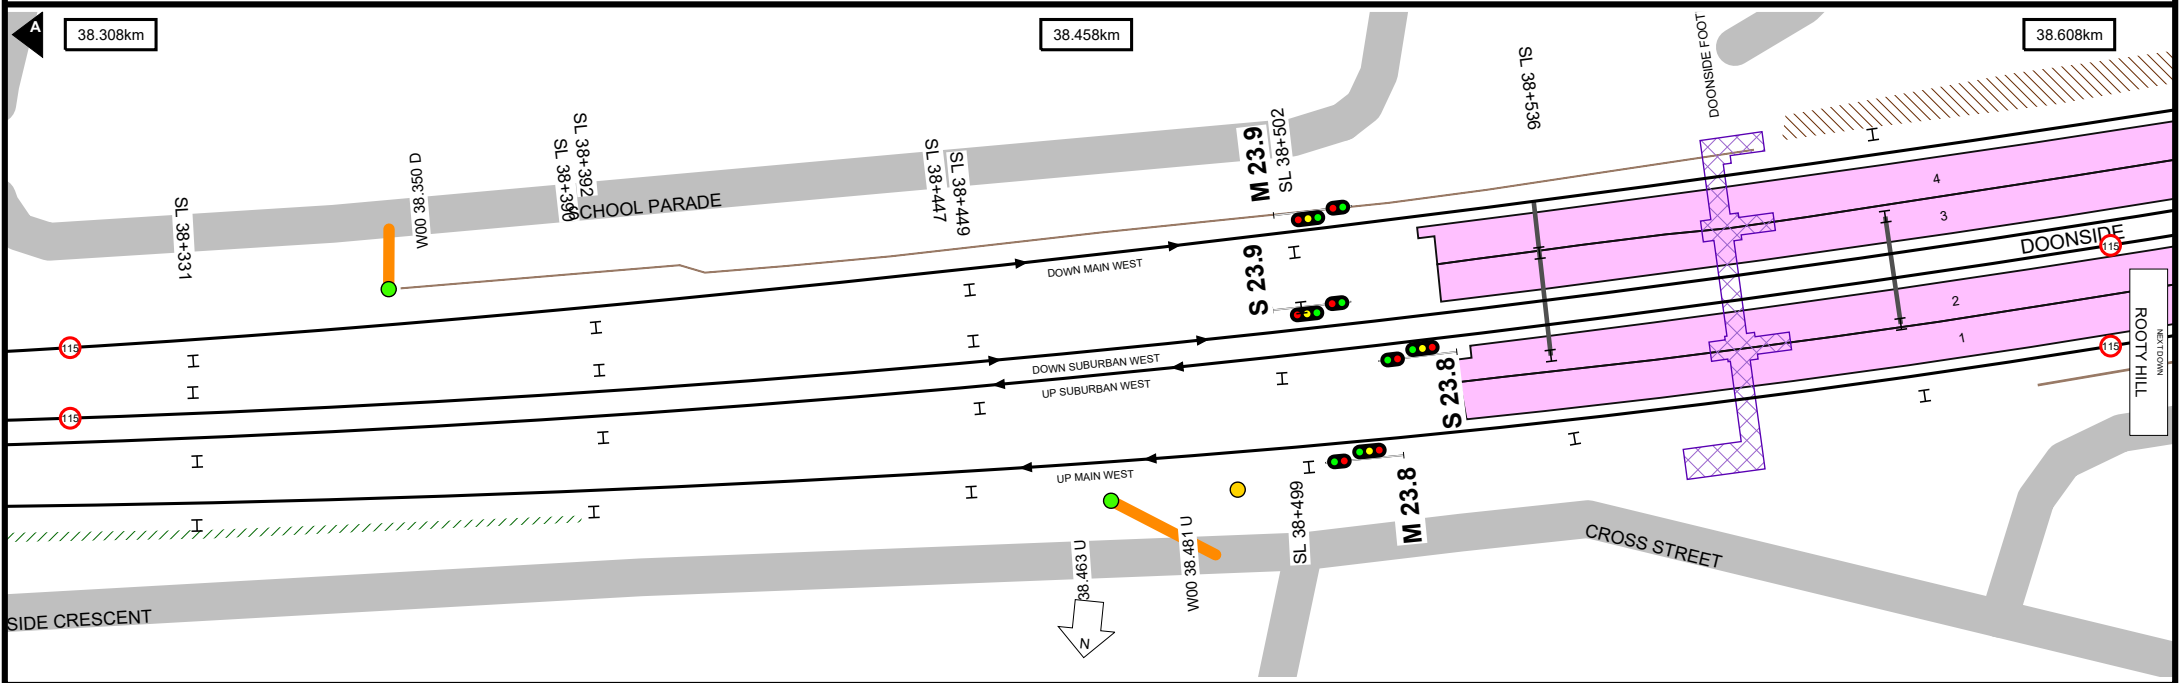 A
38.308km
38.458km
38.608km
SL 38+331
W00 38.350 D
SL 38+390
SL 38+392
SCHOOL PARADE
SL 38+447
SL 38+449
M 23.9
SL 38+502
SL 38+536
DOONSIDE FOOT
S 23.9
DOWN MAIN WEST
DOWN SUBURBAN WEST
UP SUBURBAN WEST
UP MAIN WEST
115
115
4
3
DOONSIDE
115
2
1
115
NEXT DOWN
ROOTY HILL
S 23.8
M 23.8
SL 38+499
W00 38.481 U
38.463 U
N
CROSS STREET
SIDE CRESCENT